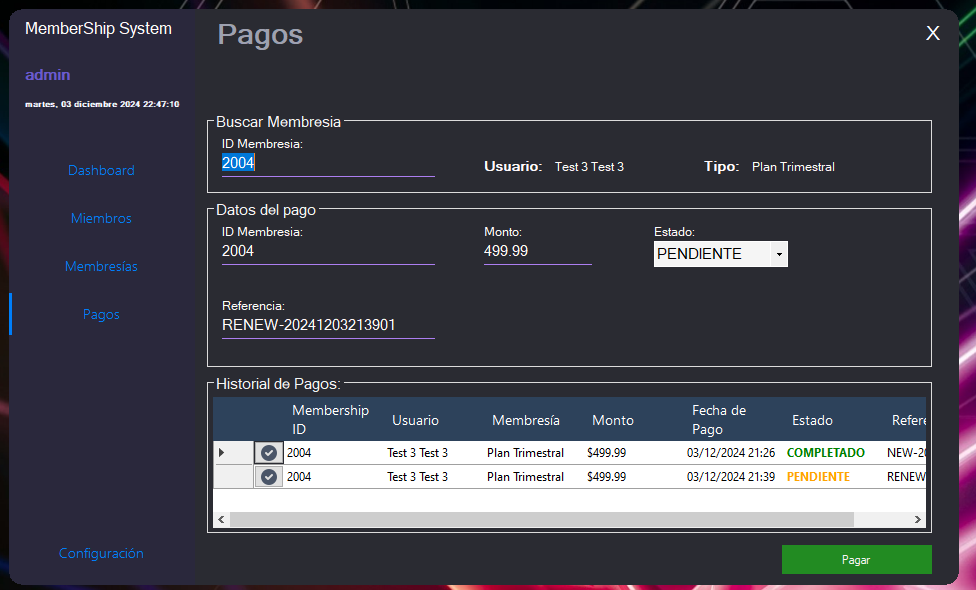 MemberShip System
admin
martes, 03 diciembre 2024 22:47:10
Dashboard
Miembros
Membresías
Pagos
Configuración
Pagos
X
Buscar Membresia
ID Membresia:
2004
Usuario: Test 3 Test 3
Tipo: Plan Trimestral
Datos del pago
ID Membresia:
2004
Monto:
499.99
Estado:
PENDIENTE
Referencia:
RENEW-20241203213901
Historial de Pagos:
Membership ID Usuario Membresía Monto Fecha de Pago Estado Refere
2004 Test 3 Test 3 Plan Trimestral $499.99 03/12/2024 21:26 COMPLETADO NEW-20
2004 Test 3 Test 3 Plan Trimestral $499.99 03/12/2024 21:39 PENDIENTE RENEW
Pagar